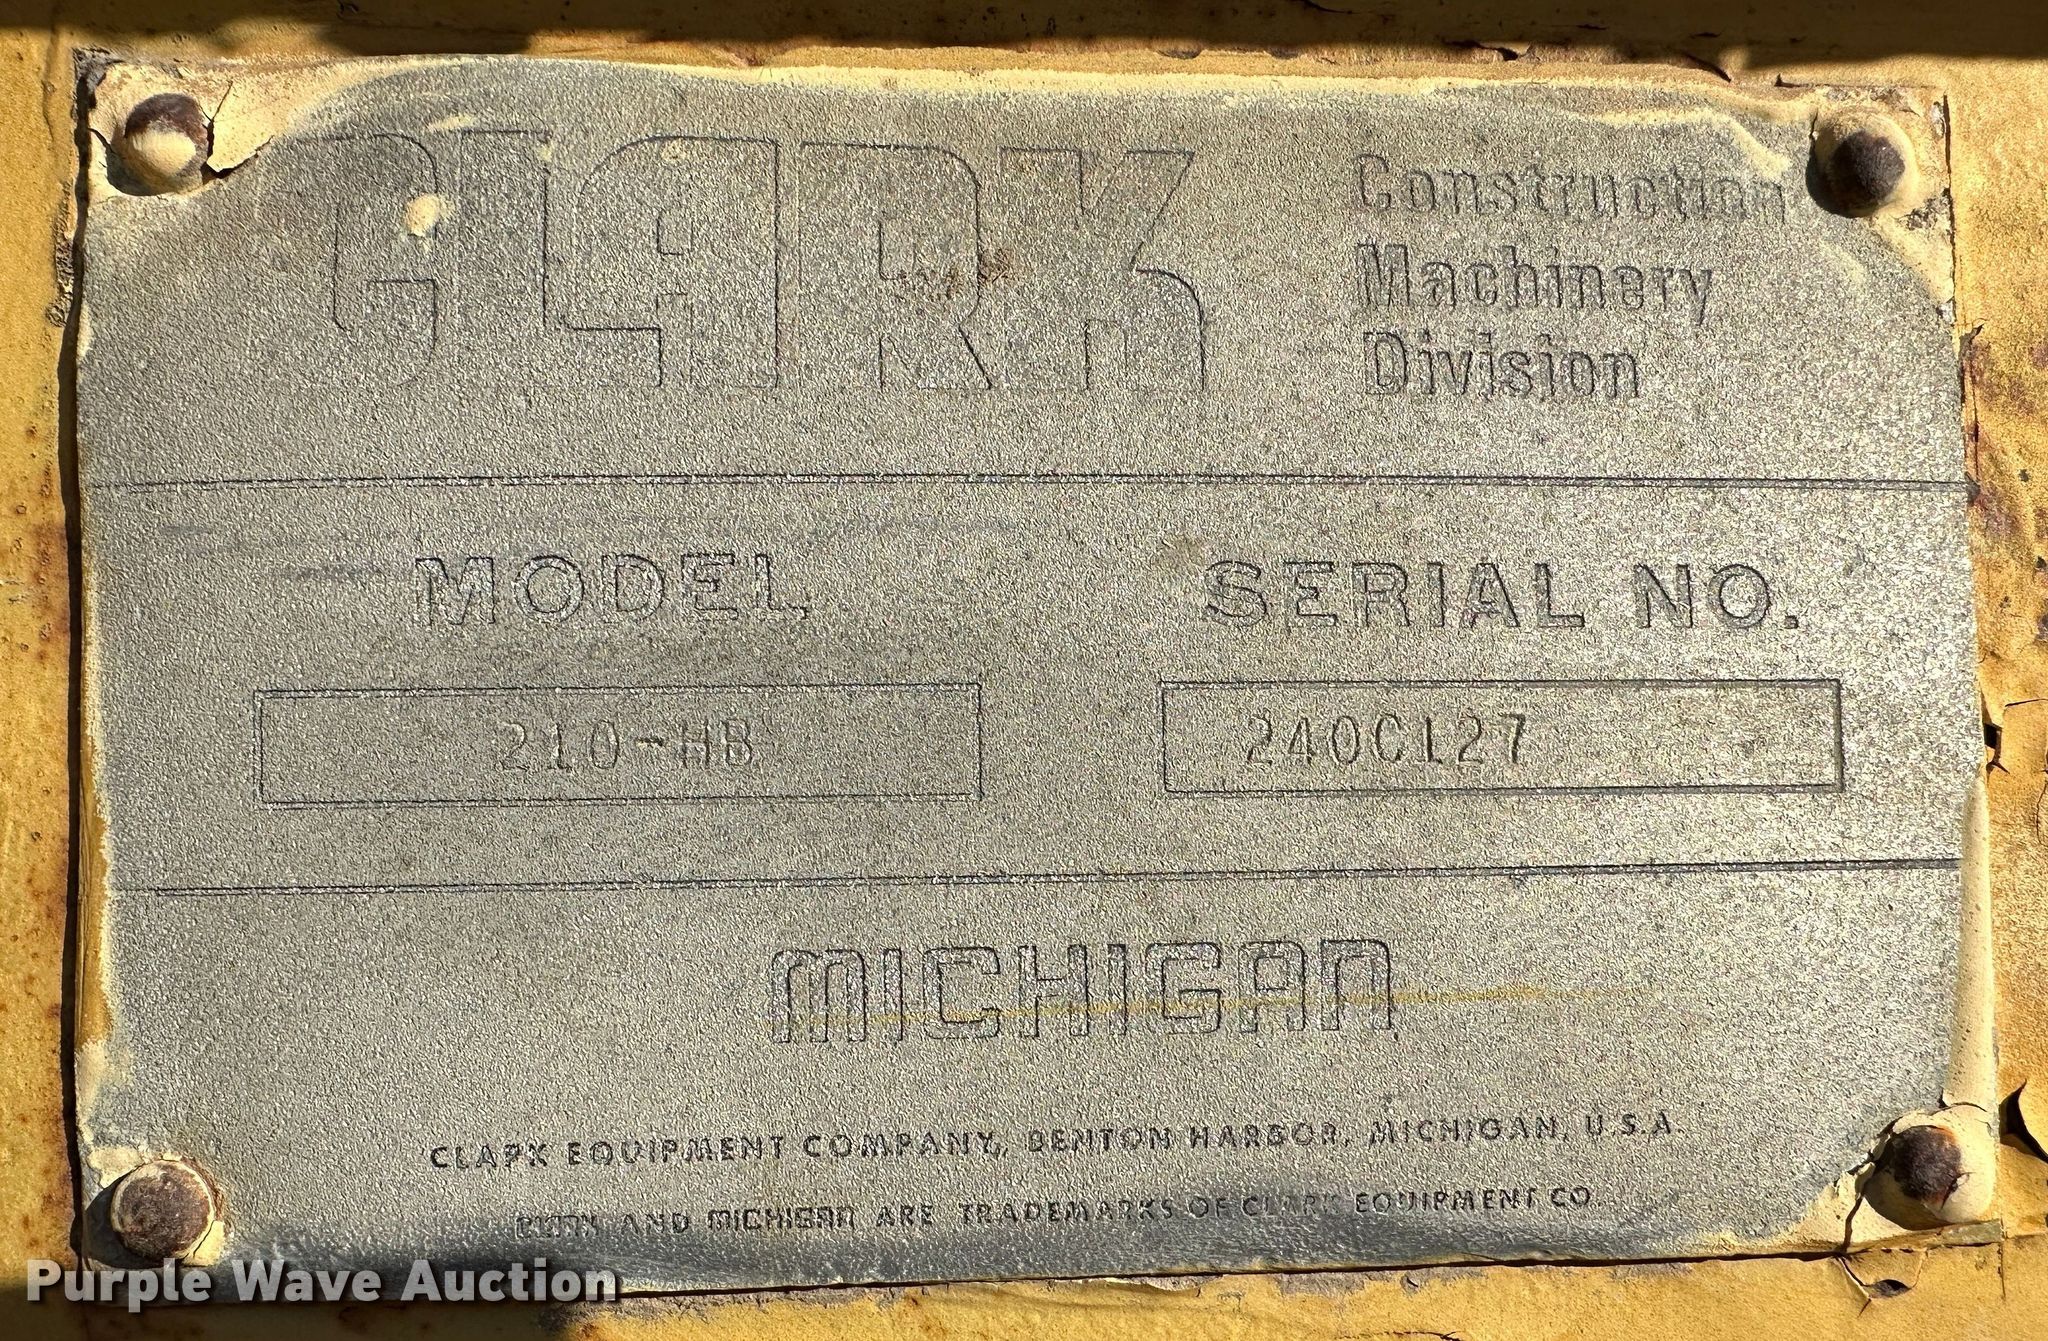 CLARK
Construction
Machinery
Division
MODEL
SERIAL NO.
210-HB
240C127
MICHIGAN
CLARK EQUIPMENT COMPANY, BENTON HARBOR, MICHIGAN, U.S.A.
CLARK AND MICHIGAN ARE TRADEMARKS OF CLARK EQUIPMENT CO.
Purple Wave Auction